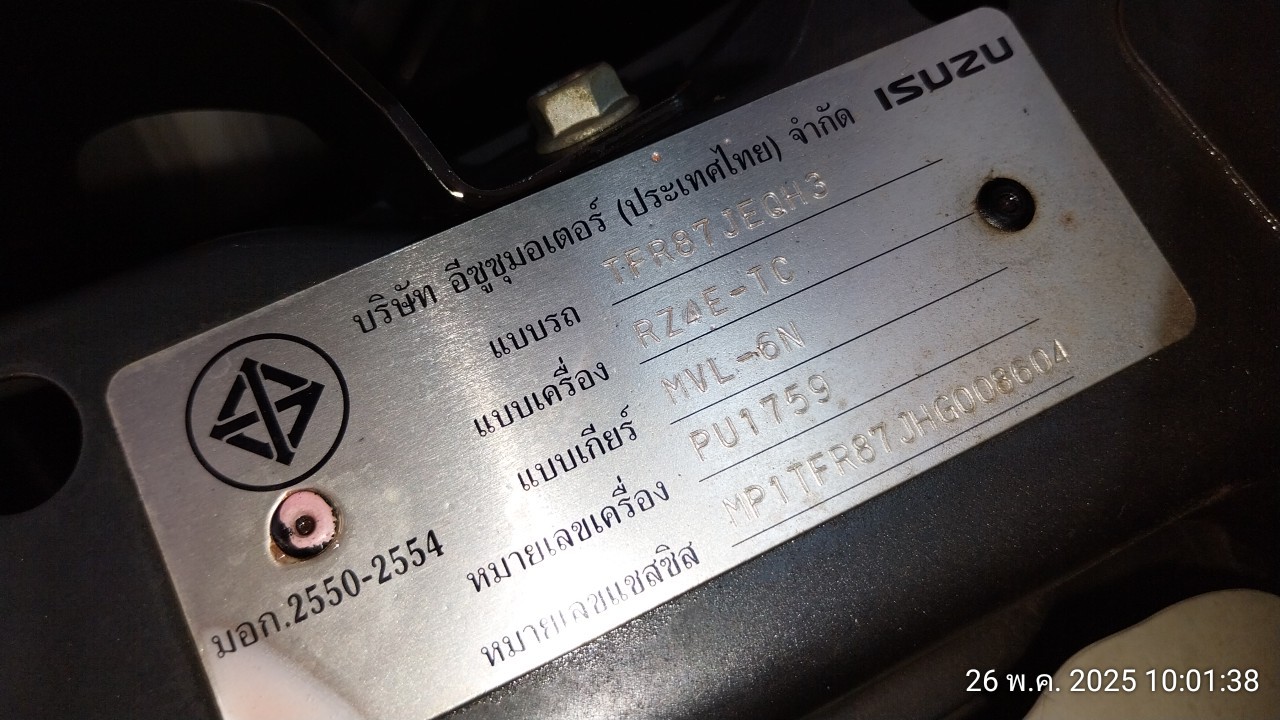 ISUZU
บริษัท อีซูซุมอเตอร์ (ประเทศไทย) จำกัด
แบบรถ TFR87JEQH3
แบบเครื่อง RZ4E-TC
แบบเกียร์ MVL-6N
หมายเลขเครื่อง PU1759
หมายเลขแชสซิส MP1TFR87JHG008604
มอก.2550-2554
26 พ.ค. 2025 10:01:38